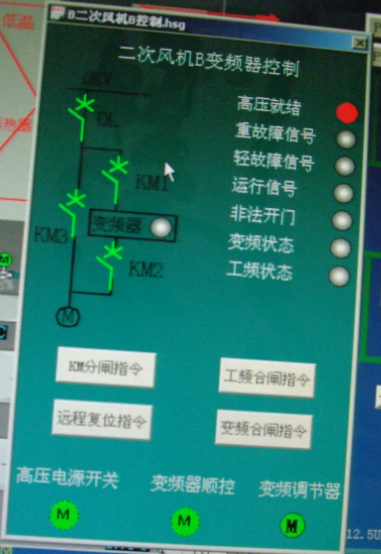 低温
B二次风机B控制.hsg
二次风机B变频器控制
6KV
DL
KM1
变频器
KM3
KM2
M
高压就绪
重故障信号
轻故障信号
运行信号
非法开门
变频状态
工频状态
KM分闸指令
工频合闸指令
远程复位指令
变频合闸指令
高压电源开关
变频器顺控
变频调节器
M
M
M
M
12.5U